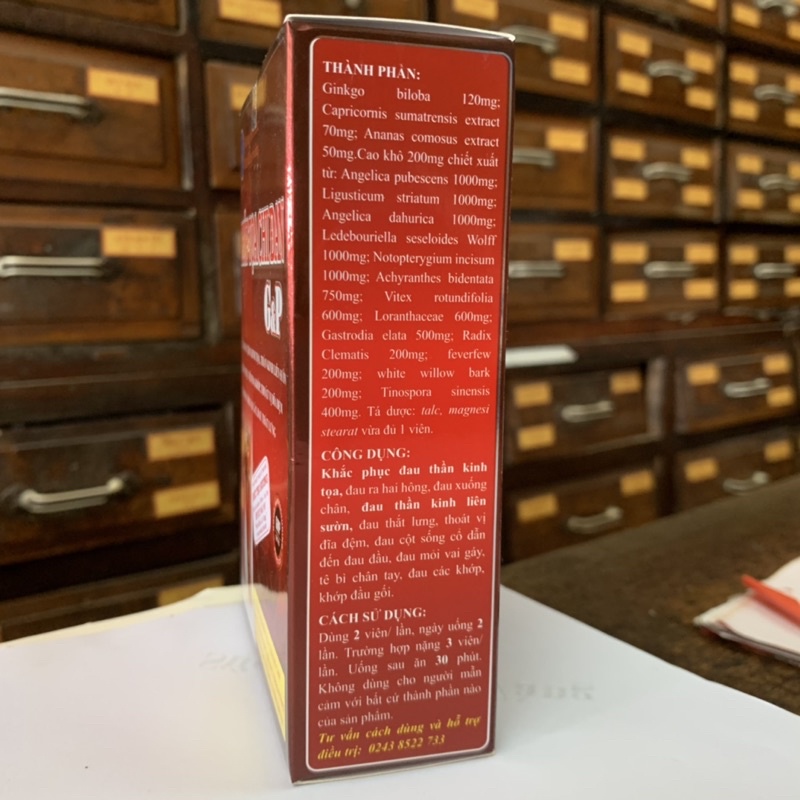 THÀNH PHẦN:
Ginkgo biloba 120mg;
Capricornis sumatrensis extract
70mg; Ananas comosus extract
50mg.Cao khô 200mg chiết xuất
từ: Angelica pubescens 1000mg;
Ligusticum striatum 1000mg;
Angelica dahurica 1000mg;
Ledebouriella seseloides Wolff
1000mg; Notopterygium incisum
1000mg; Achyranthes bidentata
750mg; Vitex rotundifolia
600mg; Loranthaceae 600mg;
Gastrodia elata 500mg; Radix
Clematis 200mg; feverfew
200mg; white willow bark
200mg; Tinospora sinensis
400mg. Tá dược: talc, magnesi
stearat vừa đủ 1 viên.
CÔNG DỤNG:
Khắc phục đau thần kinh
tọa, đau ra hai hông, đau xuống
chân, đau thần kinh liên
sườn, đau thắt lưng, thoát vị
đĩa đệm, đau cột sống cổ dẫn
đến đau đầu, đau mỏi vai gáy,
tê bì chân tay, đau các khớp,
khớp đầu gối.
CÁCH SỬ DỤNG:
Dùng 2 viên/ lần, ngày uống 2
lần. Trường hợp nặng 3 viên/
lần. Uống sau ăn 30 phút.
Không dùng cho người mẫn
cảm với bất cứ thành phần nào
của sản phẩm.
Tư vấn cách dùng và hỗ trợ
điều trị: 0243 8522 733
G&P